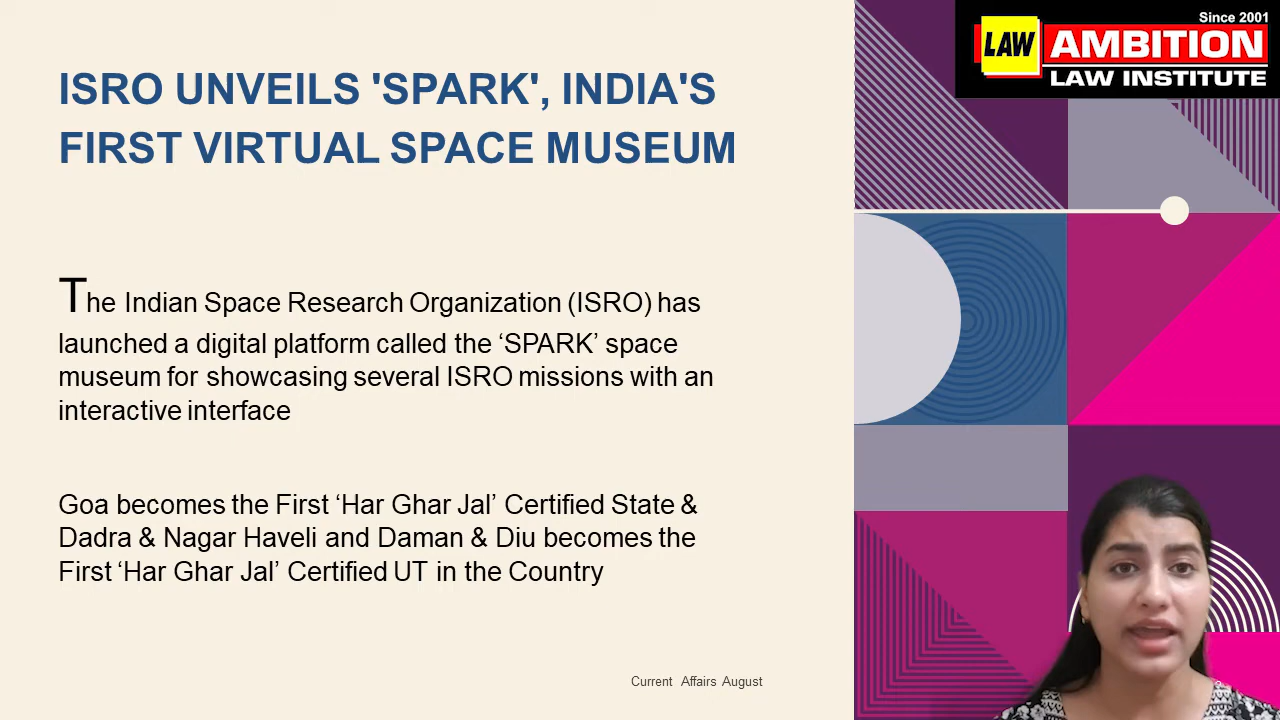 Since 2001
LAW AMBITION
LAW INSTITUTE
ISRO UNVEILS 'SPARK', INDIA'S
FIRST VIRTUAL SPACE MUSEUM
The Indian Space Research Organization (ISRO) has
launched a digital platform called the ‘SPARK’ space
museum for showcasing several ISRO missions with an
interactive interface
Goa becomes the First ‘Har Ghar Jal’ Certified State &
Dadra & Nagar Haveli and Daman & Diu becomes the
First ‘Har Ghar Jal’ Certified UT in the Country
Current Affairs August